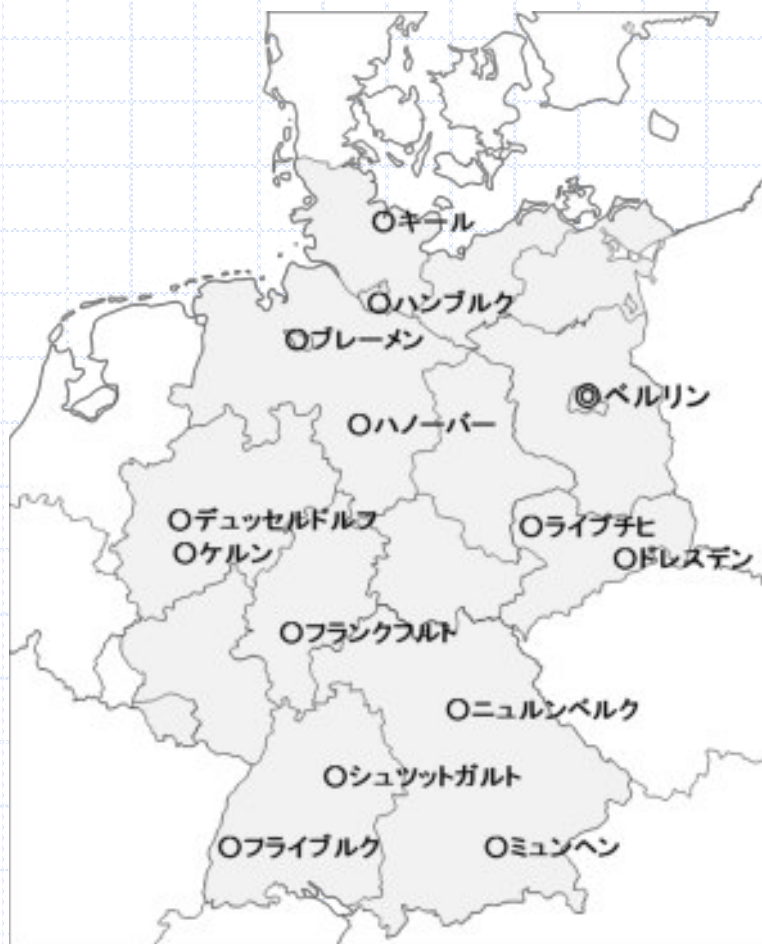 キール
ハンブルク
ブレーメン
ベルリン
ハノーバー
デュッセルドルフ
ライプチヒ
ケルン
ドレスデン
フランクフルト
ニュルンベルク
シュツットガルト
フライブルク
ミュンヘン